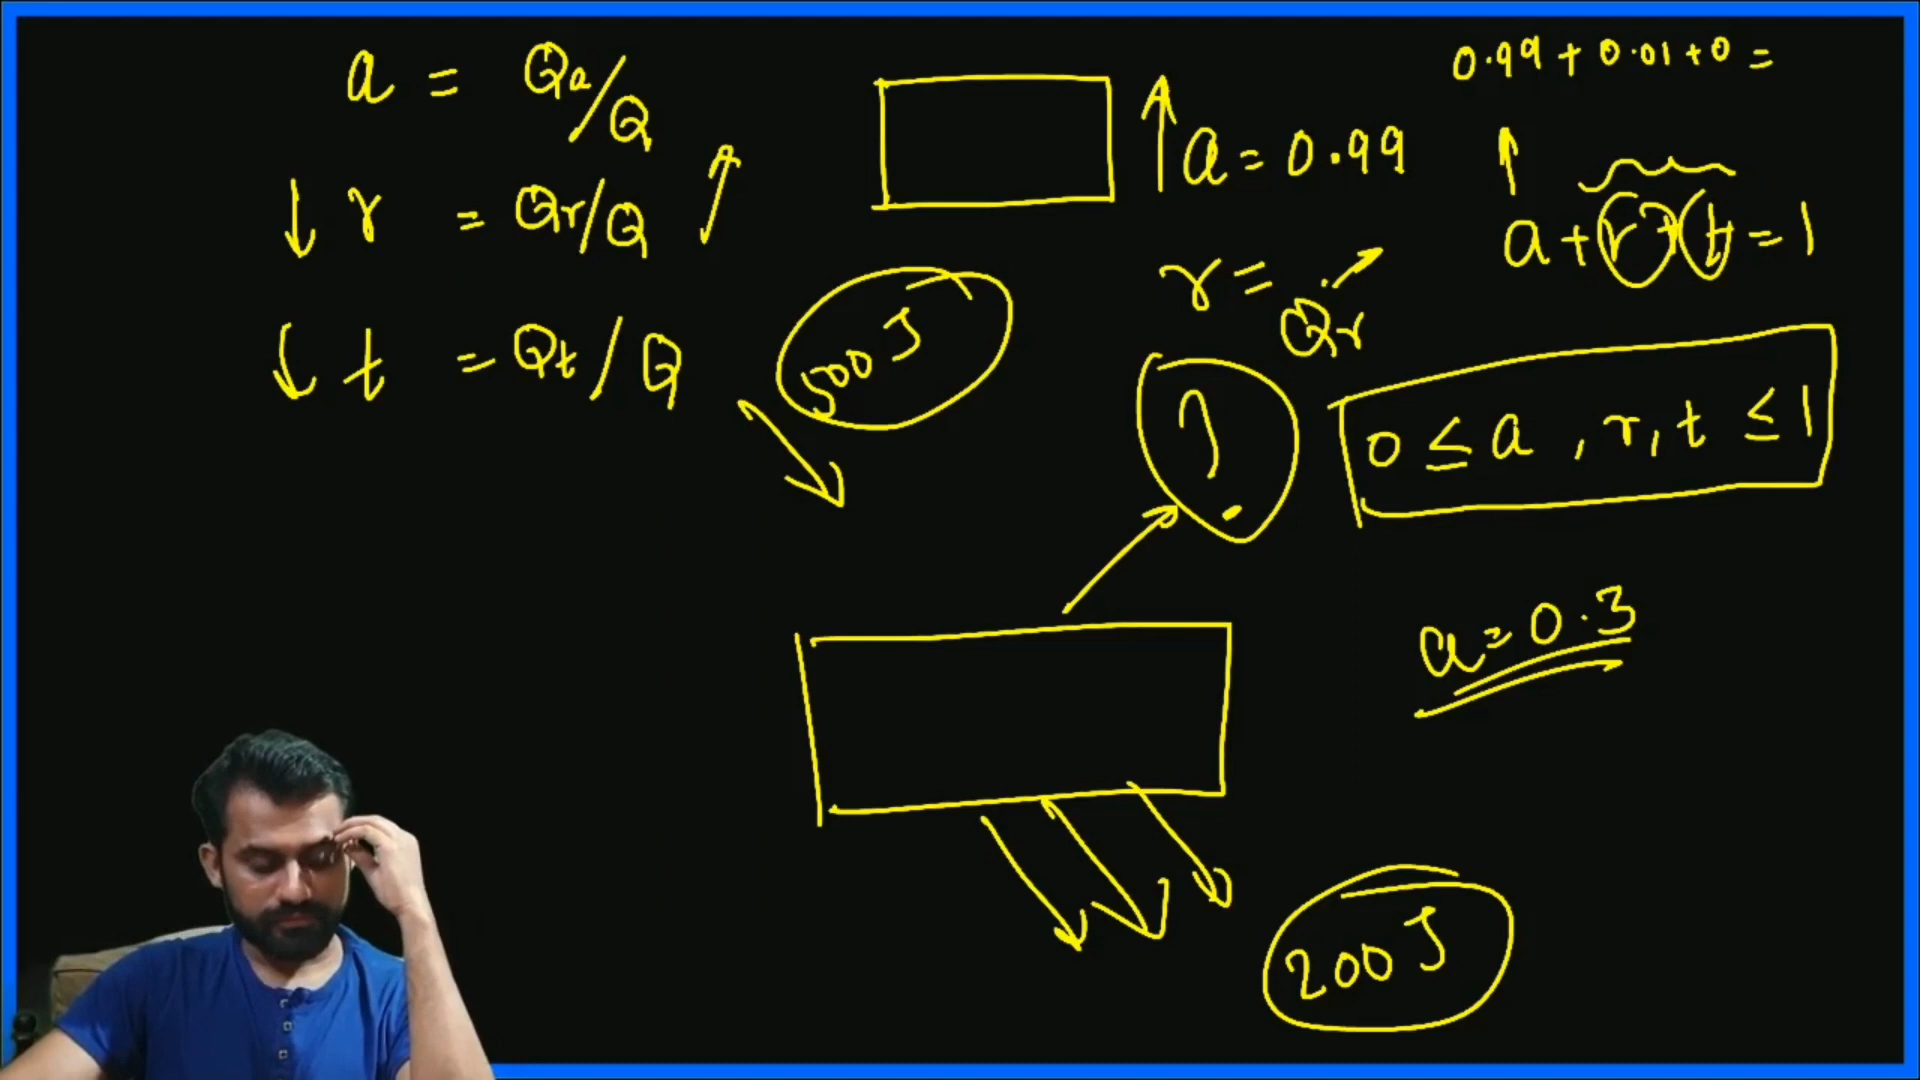 a = Qa/Q
r = Qr/Q
t = Qt/Q
500 J
a = 0.99
0.99 + 0.01 + 0 =
a + r + t = 1
r = Qr
?
0 ≤ a , r, t ≤ 1
a = 0.3
200 J